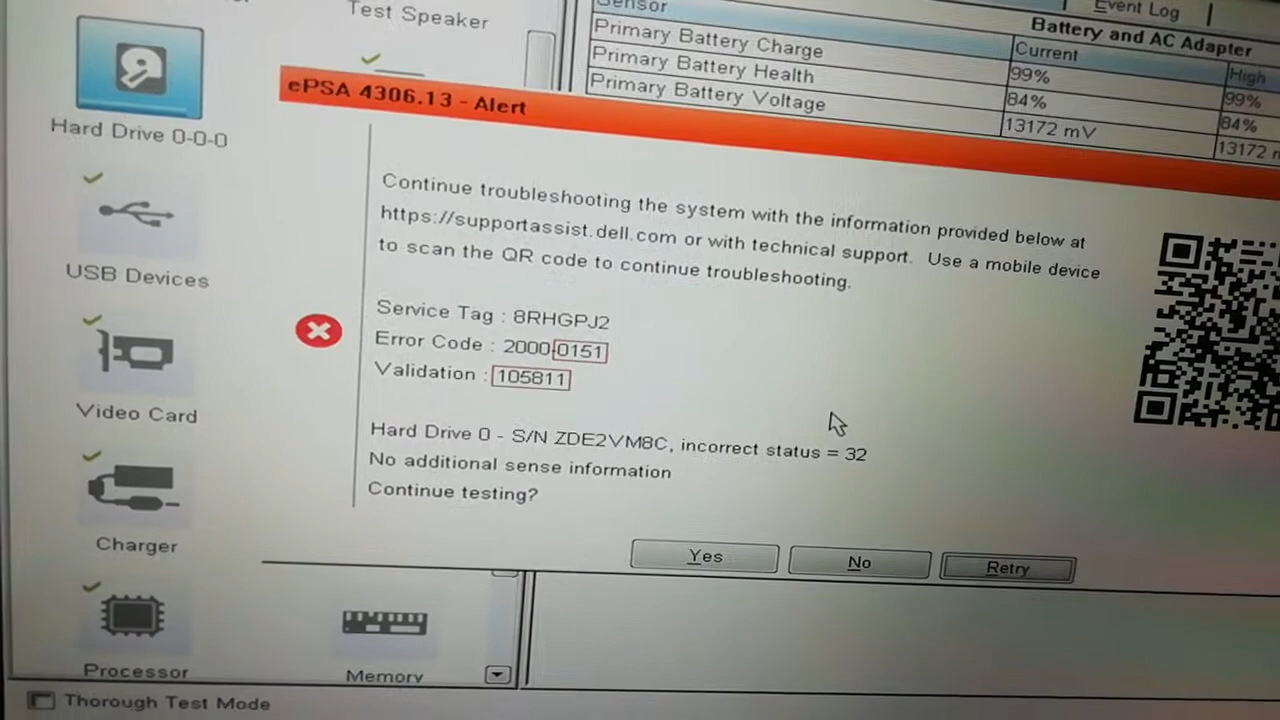 Test Speaker
Event Log
Sensor
Battery and AC Adapter
Current
High
Primary Battery Charge
99%
99%
Primary Battery Health
84%
84%
Primary Battery Voltage
13172 mV
13172
Hard Drive 0-0-0
USB Devices
Video Card
Charger
Processor
Memory
Thorough Test Mode
ePSA 4306.13 - Alert
Continue troubleshooting the system with the information provided below at
https://supportassist.dell.com or with technical support. Use a mobile device
to scan the QR code to continue troubleshooting.
Service Tag : 8RHGPJ2
Error Code : 2000-0151
Validation : 105811
Hard Drive 0 - S/N ZDE2VM8C, incorrect status = 32
No additional sense information
Continue testing?
Yes
No
Retry